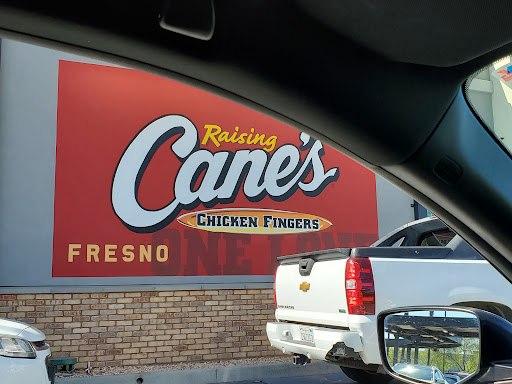 Raising
Cane's
CHICKEN FINGERS
ONE LOVE
FRESNO